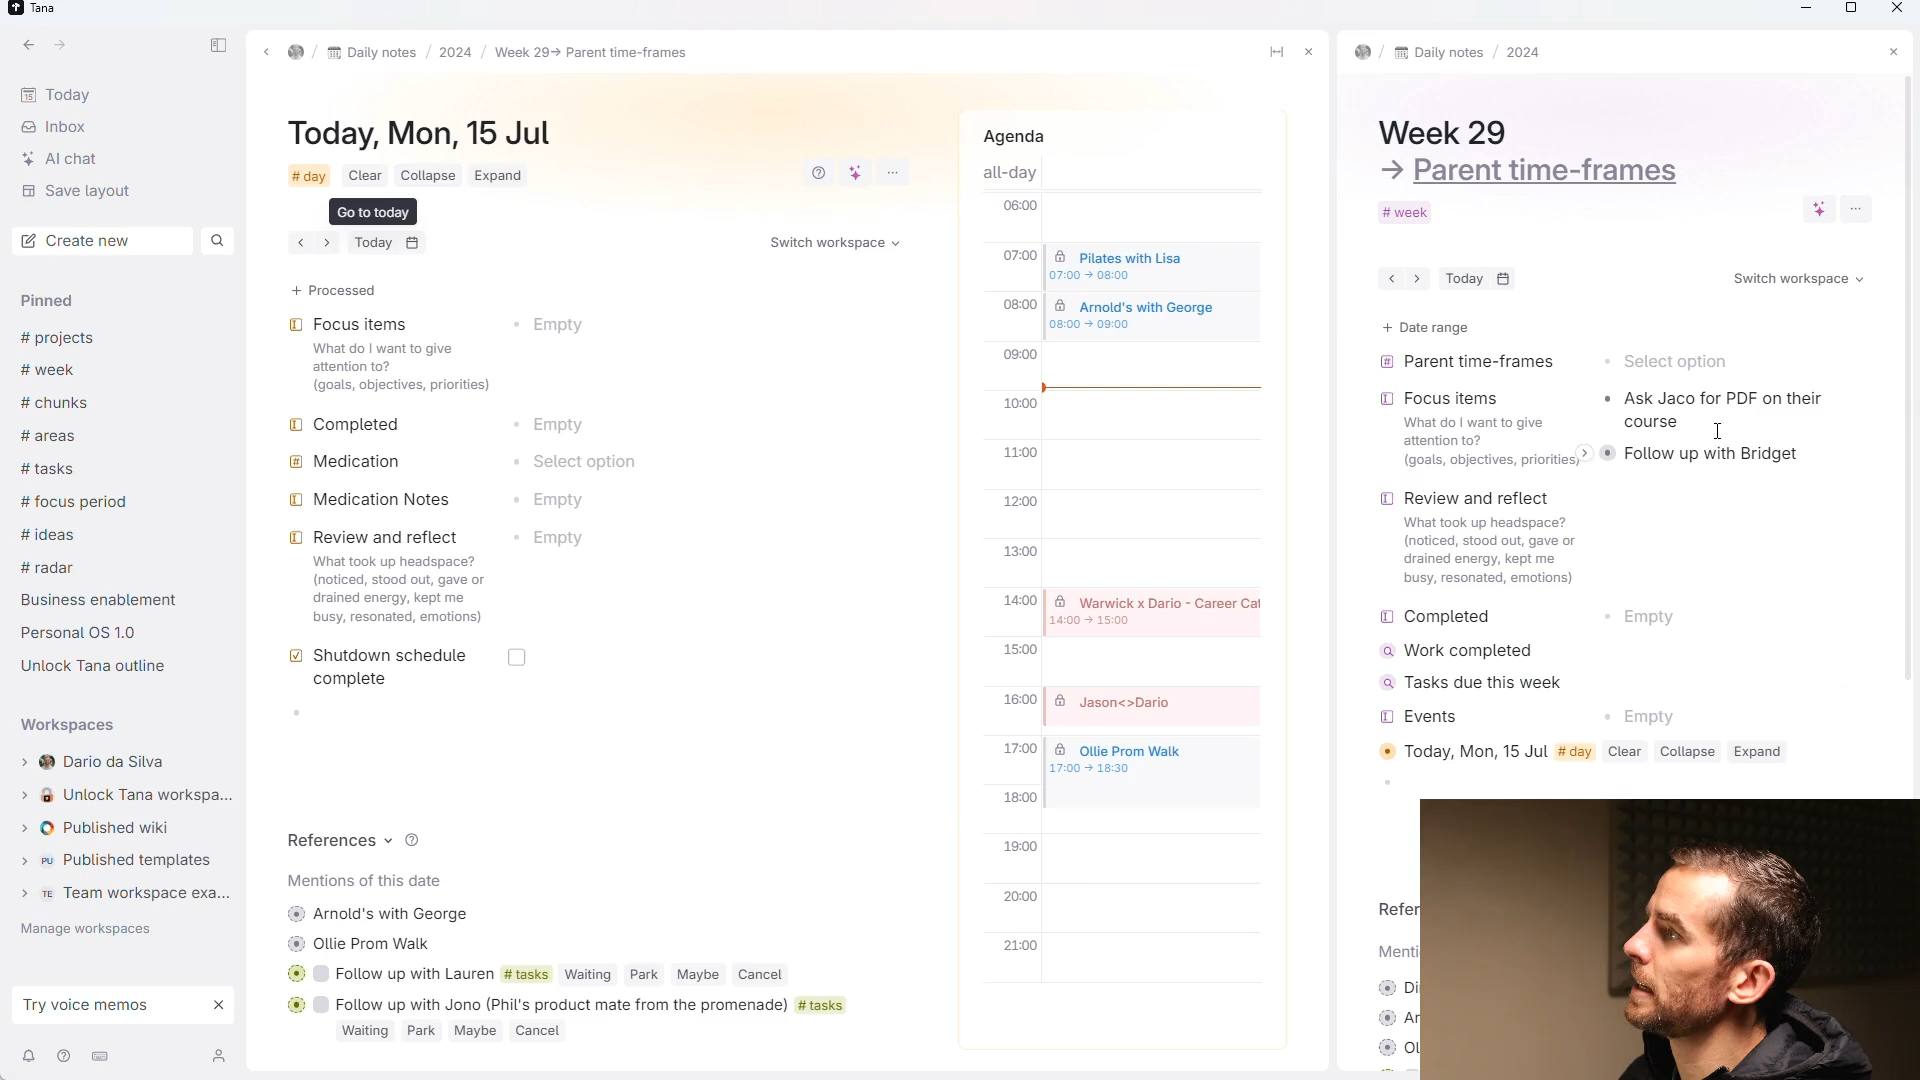 Tana
Today
Inbox
AI chat
Save layout
Create new
Pinned
# projects
# week
# chunks
# areas
# tasks
# focus period
# ideas
# radar
Business enablement
Personal OS 1.0
Unlock Tana outline
Workspaces
Dario da Silva
Unlock Tana workspa...
Published wiki
PU Published templates
TE Team workspace exa...
Manage workspaces
Try voice memos
/ Daily notes / 2024 / Week 29→ Parent time-frames
Today, Mon, 15 Jul
# day Clear Collapse Expand
Go to today
Today
Switch workspace
+ Processed
Focus items Empty
What do I want to give
attention to?
(goals, objectives, priorities)
Completed Empty
Medication Select option
Medication Notes Empty
Review and reflect Empty
What took up headspace?
(noticed, stood out, gave or
drained energy, kept me
busy, resonated, emotions)
Shutdown schedule
complete
References
Mentions of this date
Arnold's with George
Ollie Prom Walk
Follow up with Lauren # tasks Waiting Park Maybe Cancel
Follow up with Jono (Phil's product mate from the promenade) # tasks
Waiting Park Maybe Cancel
Agenda
all-day
06:00
07:00 Pilates with Lisa
07:00 → 08:00
08:00 Arnold's with George
08:00 → 09:00
09:00
10:00
11:00
12:00
13:00
14:00 Warwick x Dario - Career Cat
14:00 → 15:00
15:00
16:00 Jason<>Dario
17:00 Ollie Prom Walk
17:00 → 18:30
18:00
19:00
20:00
21:00
/ Daily notes / 2024
Week 29
→ Parent time-frames
# week
Today
Switch workspace
+ Date range
Parent time-frames Select option
Focus items Ask Jaco for PDF on their
course
What do I want to give
attention to?
(goals, objectives, priorities)
Follow up with Bridget
Review and reflect
What took up headspace?
(noticed, stood out, gave or
drained energy, kept me
busy, resonated, emotions)
Completed Empty
Work completed
Tasks due this week
Events Empty
Today, Mon, 15 Jul # day Clear Collapse Expand
Refer
Menti
Di
Ar
Ol